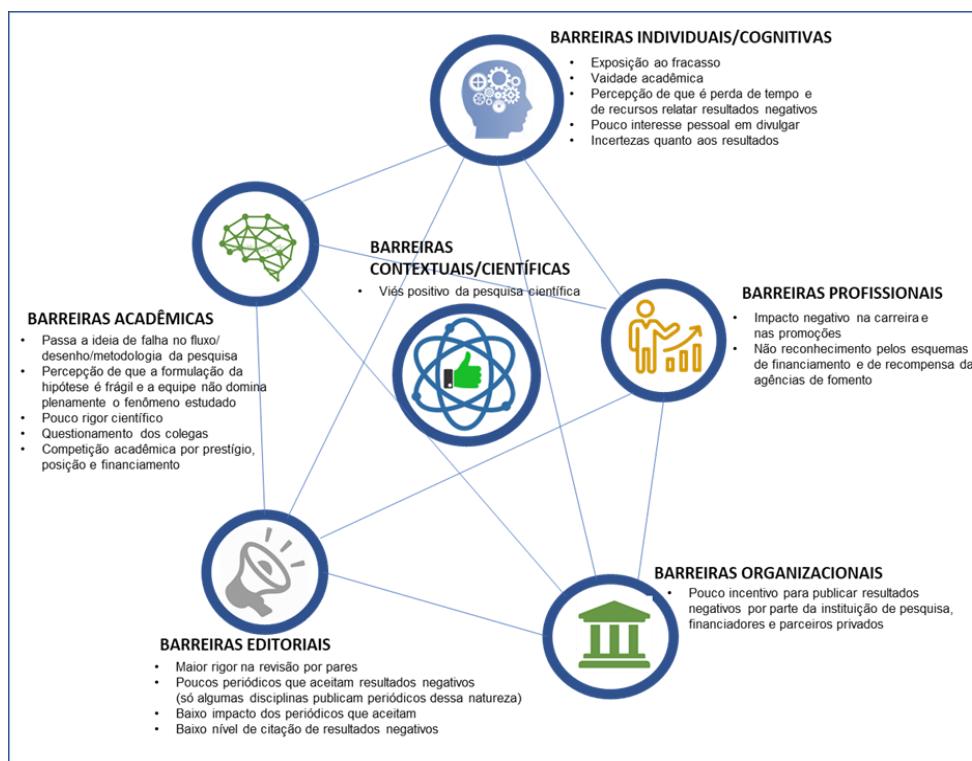 BARREIRAS INDIVIDUAIS/COGNITIVAS
• Exposição ao fracasso
• Vaidade acadêmica
• Percepção de que é perda de tempo e
de recursos relatar resultados negativos
• Pouco interesse pessoal em divulgar
• Incertezas quanto aos resultados
BARREIRAS
CONTEXTUAIS/CIENTÍFICAS
• Viés positivo da pesquisa científica
BARREIRAS PROFISSIONAIS
• Impacto negativo na carreira e
nas promoções
• Não reconhecimento pelos esquemas
de financiamento e de recompensa da
agências de fomento
BARREIRAS ACADÊMICAS
• Passa a ideia de falha no fluxo/
desenho/metodologia da pesquisa
• Percepção de que a formulação da
hipótese é frágil e a equipe não domina
plenamente o fenômeno estudado
• Pouco rigor científico
• Questionamento dos colegas
• Competição acadêmica por prestígio,
posição e financiamento
BARREIRAS ORGANIZACIONAIS
• Pouco incentivo para publicar resultados
negativos por parte da instituição de pesquisa,
financiadores e parceiros privados
BARREIRAS EDITORIAIS
• Maior rigor na revisão por pares
• Poucos periódicos que aceitam resultados negativos
(só algumas disciplinas publicam periódicos dessa natureza)
• Baixo impacto dos periódicos que aceitam
• Baixo nível de citação de resultados negativos